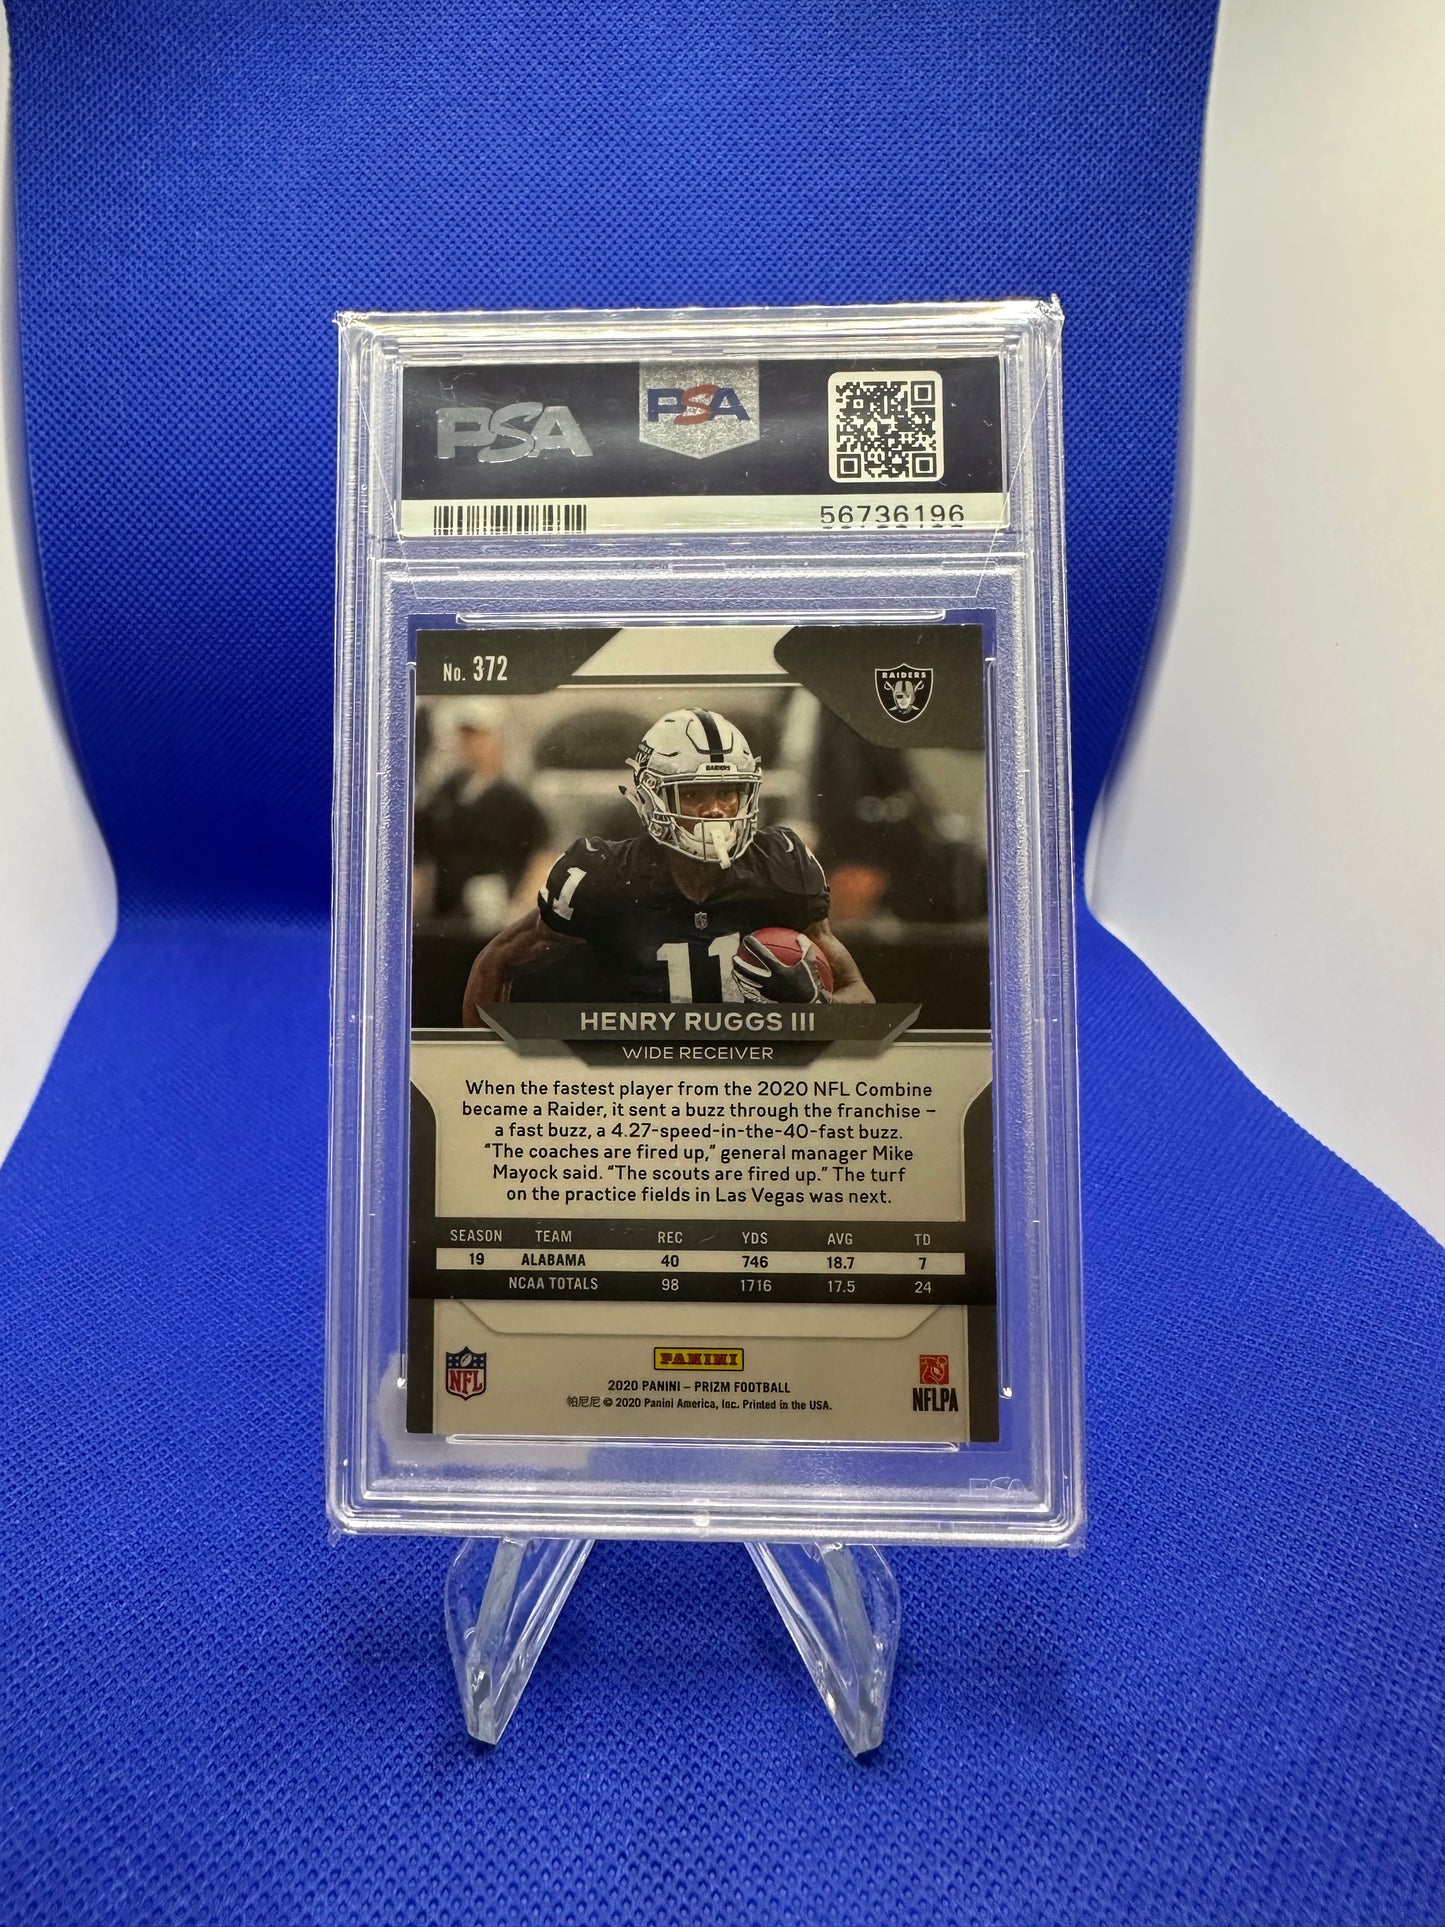 PSA
PSA
56736196
No. 372
RAIDERS
RAIDERS
11
11
HENRY RUGGS III
WIDE RECEIVER
When the fastest player from the 2020 NFL Combine
became a Raider, it sent a buzz through the franchise –
a fast buzz, a 4.27-speed-in-the-40-fast buzz.
"The coaches are fired up," general manager Mike
Mayock said. "The scouts are fired up." The turf
on the practice fields in Las Vegas was next.
SEASON TEAM REC YDS AVG TD
19 ALABAMA 40 746 18.7 7
NCAA TOTALS 98 1716 17.5 24
NFL
PANINI
2020 PANINI – PRIZM FOOTBALL
帕尼尼 © 2020 Panini America, Inc. Printed in the USA.
NFLPA
PSA